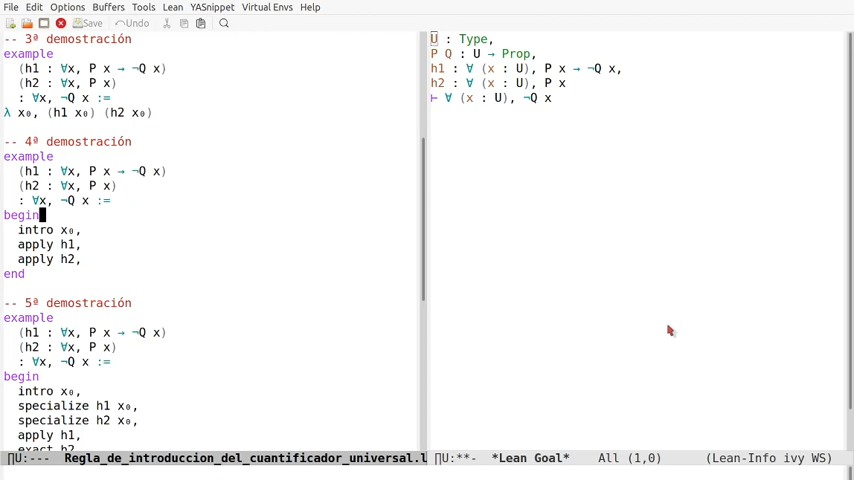 File Edit Options Buffers Tools Lean YASnippet Virtual Envs Help
Save Undo
-- 3ª demostración
example
(h1 : ∀x, P x → ¬Q x)
(h2 : ∀x, P x)
: ∀x, ¬Q x :=
λ x₀, (h1 x₀) (h2 x₀)
-- 4ª demostración
example
(h1 : ∀x, P x → ¬Q x)
(h2 : ∀x, P x)
: ∀x, ¬Q x :=
begin
intro x₀,
apply h1,
apply h2,
end
-- 5ª demostración
example
(h1 : ∀x, P x → ¬Q x)
(h2 : ∀x, P x)
: ∀x, ¬Q x :=
begin
intro x₀,
specialize h1 x₀,
specialize h2 x₀,
apply h1,
exact h2
∏U:--- Regla_de_introduccion_del_cuantificador_universal.l
U : Type,
P Q : U → Prop,
h1 : ∀ (x : U), P x → ¬Q x,
h2 : ∀ (x : U), P x
⊢ ∀ (x : U), ¬Q x
∏U:**- *Lean Goal* All (1,0) (Lean-Info ivy WS)